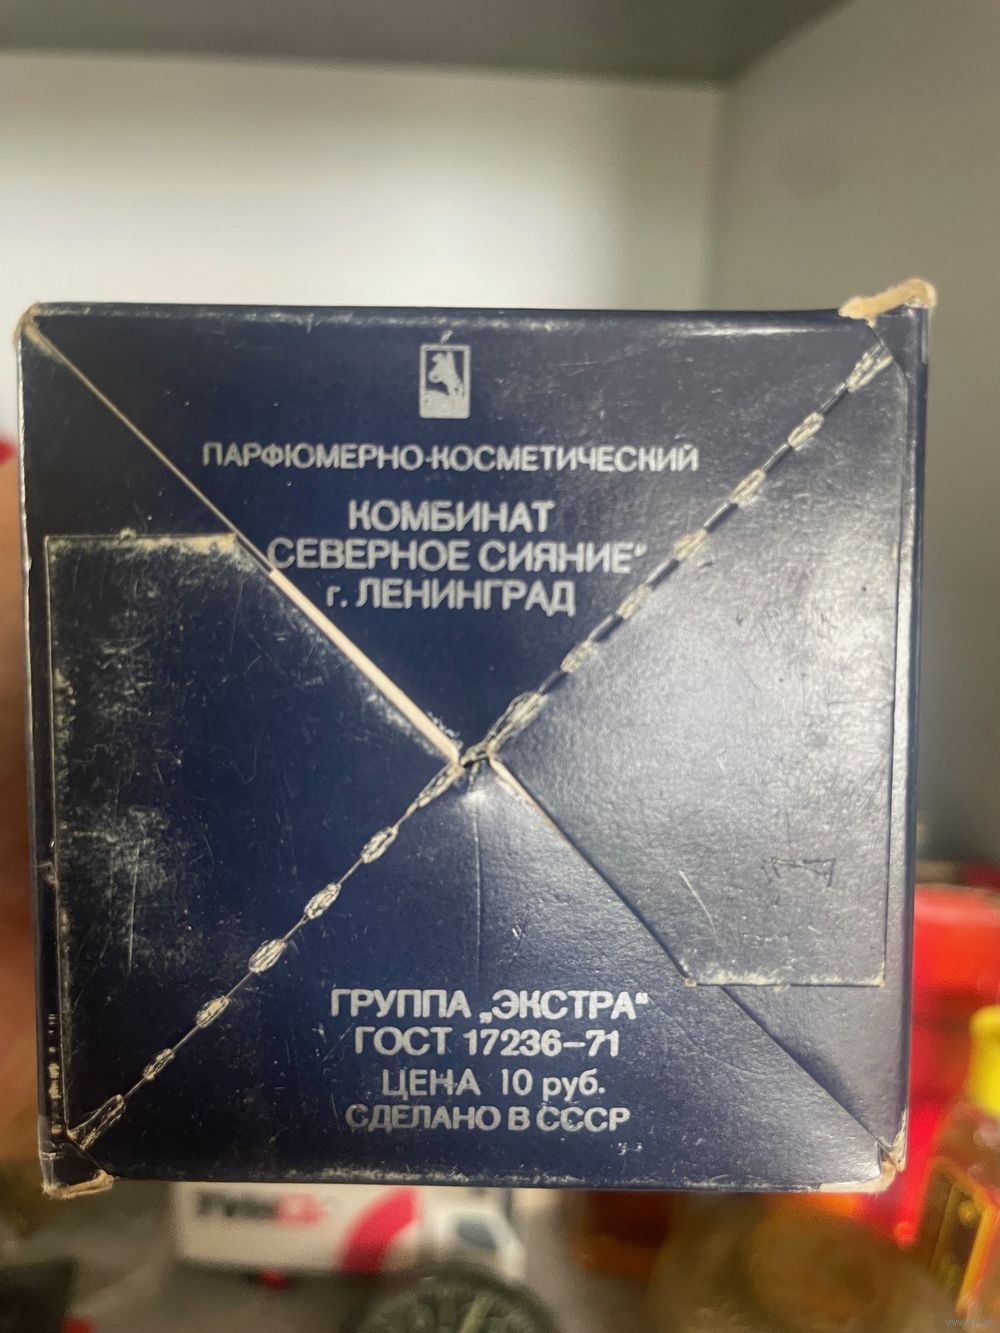 ПАРФЮМЕРНО-КОСМЕТИЧЕСКИЙ
КОМБИНАТ
„СЕВЕРНОЕ СИЯНИЕ"
г. ЛЕНИНГРАД
ГРУППА „ЭКСТРА"
ГОСТ 17236–71
ЦЕНА 10 руб.
СДЕЛАНО В СССР